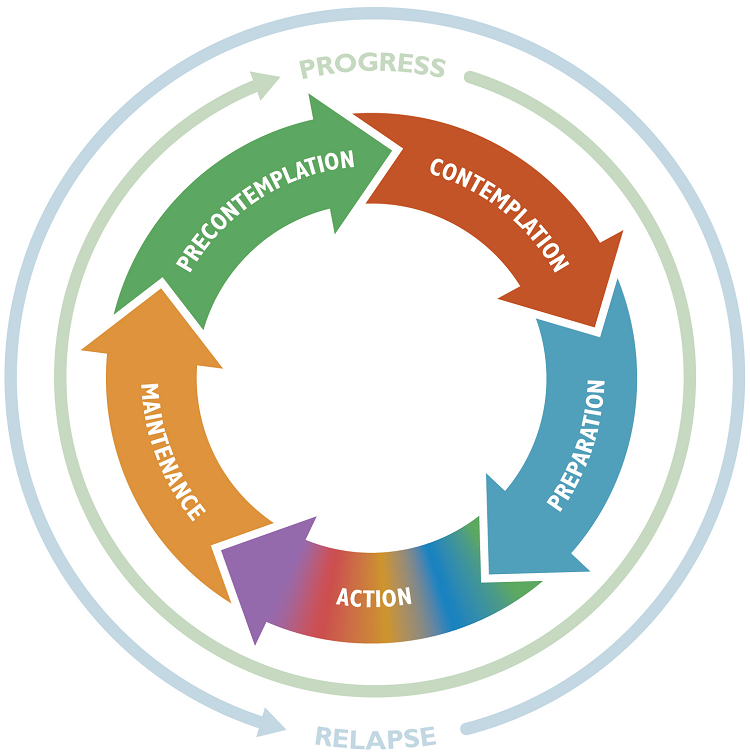 PROGRESS
PRECONTEMPLATION
CONTEMPLATION
PREPARATION
ACTION
MAINTENANCE
RELAPSE